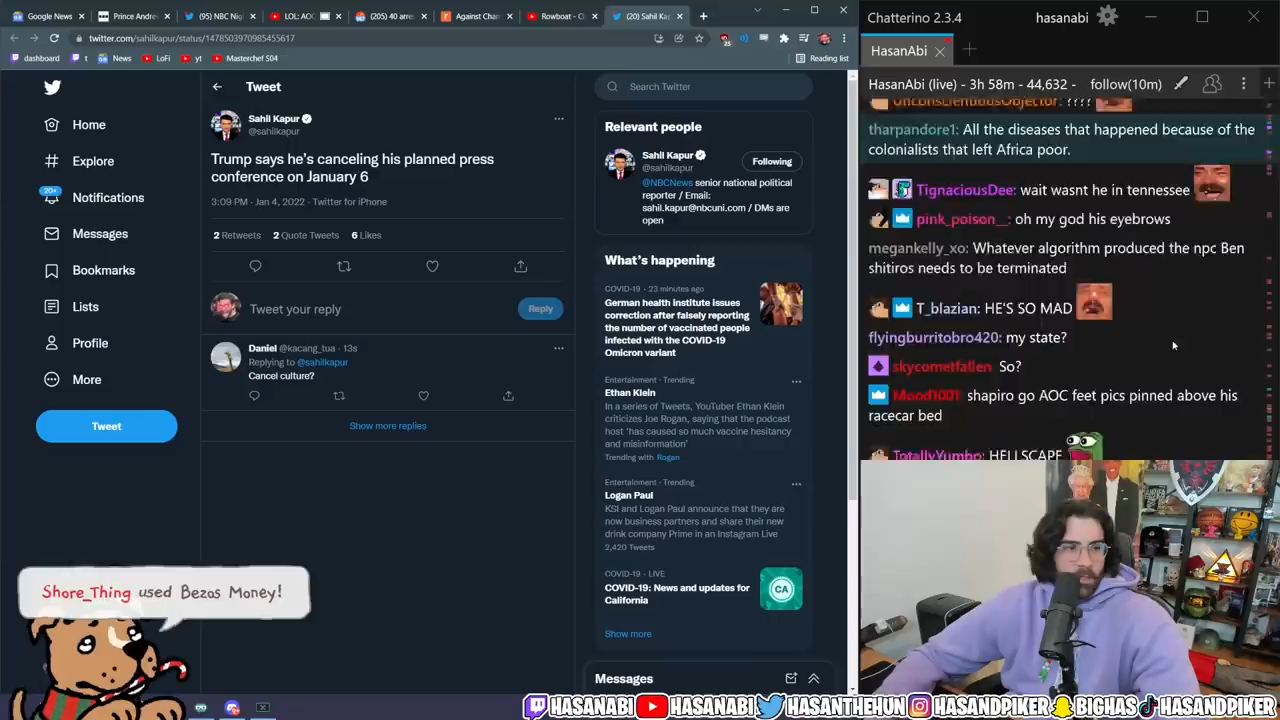 Google News
Prince Andre
(95) NBC Nig
LOL: AOC
(205) 40 arre
Against Char
Rowboat - C
(20) Sahil Ka
twitter.com/sahilkapur/status/1478503970985455617
dashboard
t
News
LoFi
yt
Masterchef S04
Reading list
Home
Explore
20+
Notifications
Messages
Bookmarks
Lists
Profile
More
Tweet
Tweet
Sahil Kapur
@sahilkapur
Trump says he's canceling his planned press
conference on January 6
3:09 PM · Jan 4, 2022 · Twitter for iPhone
2 Retweets 2 Quote Tweets 6 Likes
Tweet your reply
Reply
Daniel @kacang_tua · 13s
Replying to @sahilkapur
Cancel culture?
Show more replies
Search Twitter
Relevant people
Sahil Kapur
@sahilkapur
Following
@NBCNews senior national political
reporter / Email:
sahil.kapur@nbcuni.com / DMs are
open
What's happening
COVID-19 · 23 minutes ago
German health institute issues
correction after falsely reporting
the number of vaccinated people
infected with the COVID-19
Omicron variant
Entertainment · Trending
Ethan Klein
In a series of Tweets, YouTuber Ethan Klein
criticizes Joe Rogan, saying that the podcast
host "has caused so much vaccine hesitancy
and misinformation"
Trending with Rogan
Entertainment · Trending
Logan Paul
KSI and Logan Paul announce that they are
now business partners and share their new
drink company Prime in an Instagram Live
2,420 Tweets
COVID-19 · LIVE
COVID-19: News and updates for
California
CA
Show more
Messages
Chatterino 2.3.4
hasanabi
HasanAbi
HasanAbi (live) - 3h 58m - 44,632 - follow(10m)
UnconscientiousObjector: ????
tharpandore1: All the diseases that happened because of the
colonialists that left Africa poor.
TignaciousDee: wait wasnt he in tennessee
pink_poison__: oh my god his eyebrows
megankelly_xo: Whatever algorithm produced the npc Ben
shitiros needs to be terminated
T_blazian: HE'S SO MAD
flyingburritobro420: my state?
skycometfallen So?
Mood1001 shapiro go AOC feet pics pinned above his
racecar bed
TotallyYumbo: HELLSCAPE
Shore_Thing used Bezos Money!
HASANABI HASANABI HASANTHEHUN HASANDPIKER BIGHAS HASANDPIKER